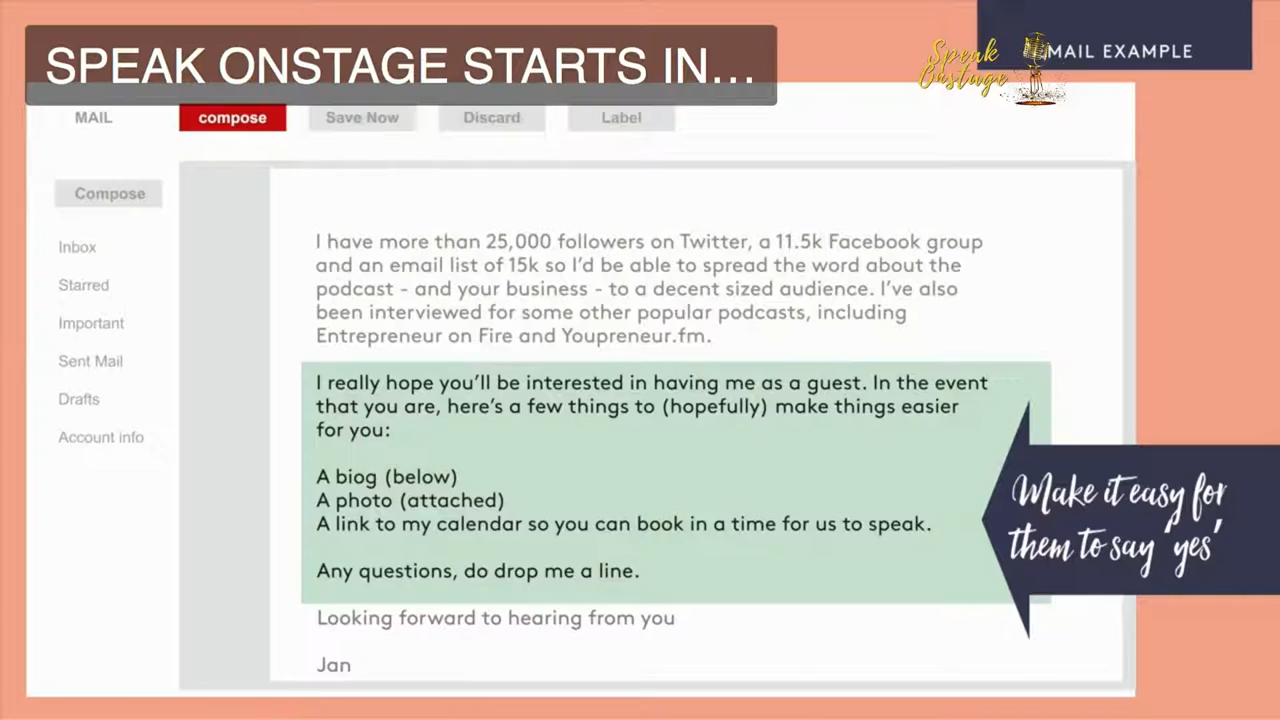 SPEAK ONSTAGE STARTS IN...
Speak
Onstage
MAIL EXAMPLE
MAIL
compose
Save Now
Discard
Label
Compose
Inbox
Starred
Important
Sent Mail
Drafts
Account info
I have more than 25,000 followers on Twitter, a 11.5k Facebook group
and an email list of 15k so I'd be able to spread the word about the
podcast - and your business - to a decent sized audience. I've also
been interviewed for some other popular podcasts, including
Entrepreneur on Fire and Youpreneur.fm.
I really hope you'll be interested in having me as a guest. In the event
that you are, here's a few things to (hopefully) make things easier
for you:
A biog (below)
A photo (attached)
A link to my calendar so you can book in a time for us to speak.
Any questions, do drop me a line.
Looking forward to hearing from you
Jan
Make it easy for
them to say 'yes'